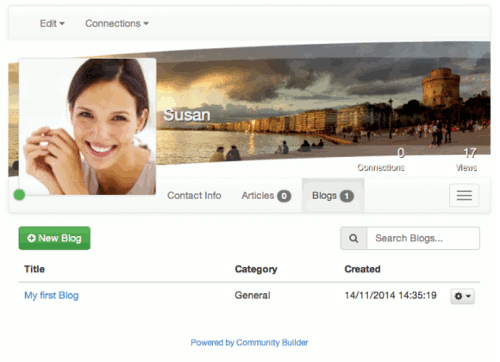 Edit Connections
Susan
0 17
Connections Views
Contact Info Articles 0 Blogs 1
New Blog Search Blogs...
Title Category Created
My first Blog General 14/11/2014 14:35:19
Powered by Community Builder